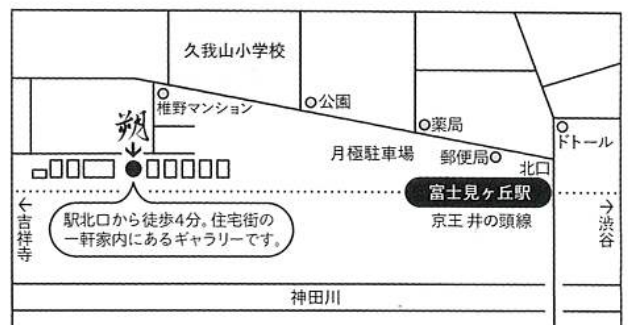 久我山小学校
椎野マンション
公園
薬局
ドトール
朔
月極駐車場
郵便局
北口
富士見ヶ丘駅
京王 井の頭線
←吉祥寺
→渋谷
駅北口から徒歩4分。住宅街の
一軒家内にあるギャラリーです。
神田川